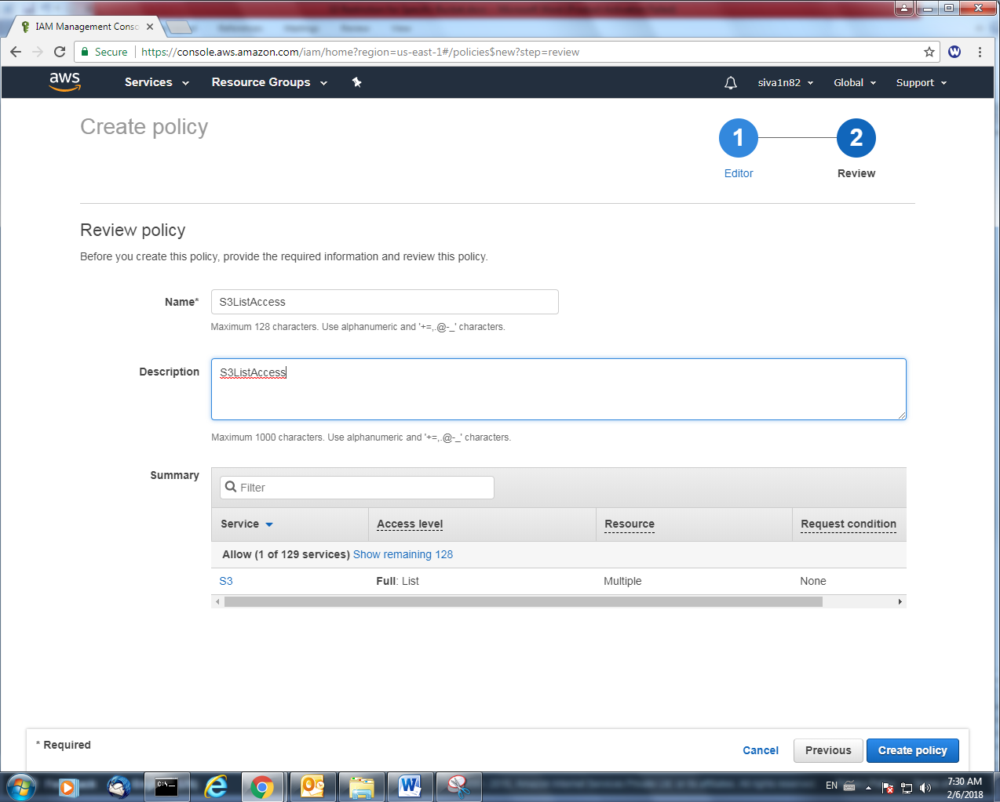 IAM Management Conso
Secure https://console.aws.amazon.com/iam/home?region=us-east-1#/policies$new?step=review
aws Services Resource Groups siva1n82 Global Support
Create policy
1 2
Editor Review
Review policy
Before you create this policy, provide the required information and review this policy.
Name* S3ListAccess
Maximum 128 characters. Use alphanumeric and '+=,.@-_' characters.
Description S3ListAccess
Maximum 1000 characters. Use alphanumeric and '+=,.@-_' characters.
Summary Filter
Service Access level Resource Request condition
Allow (1 of 129 services) Show remaining 128
S3 Full: List Multiple None
* Required Cancel Previous Create policy
EN 7:30 AM
2/6/2018